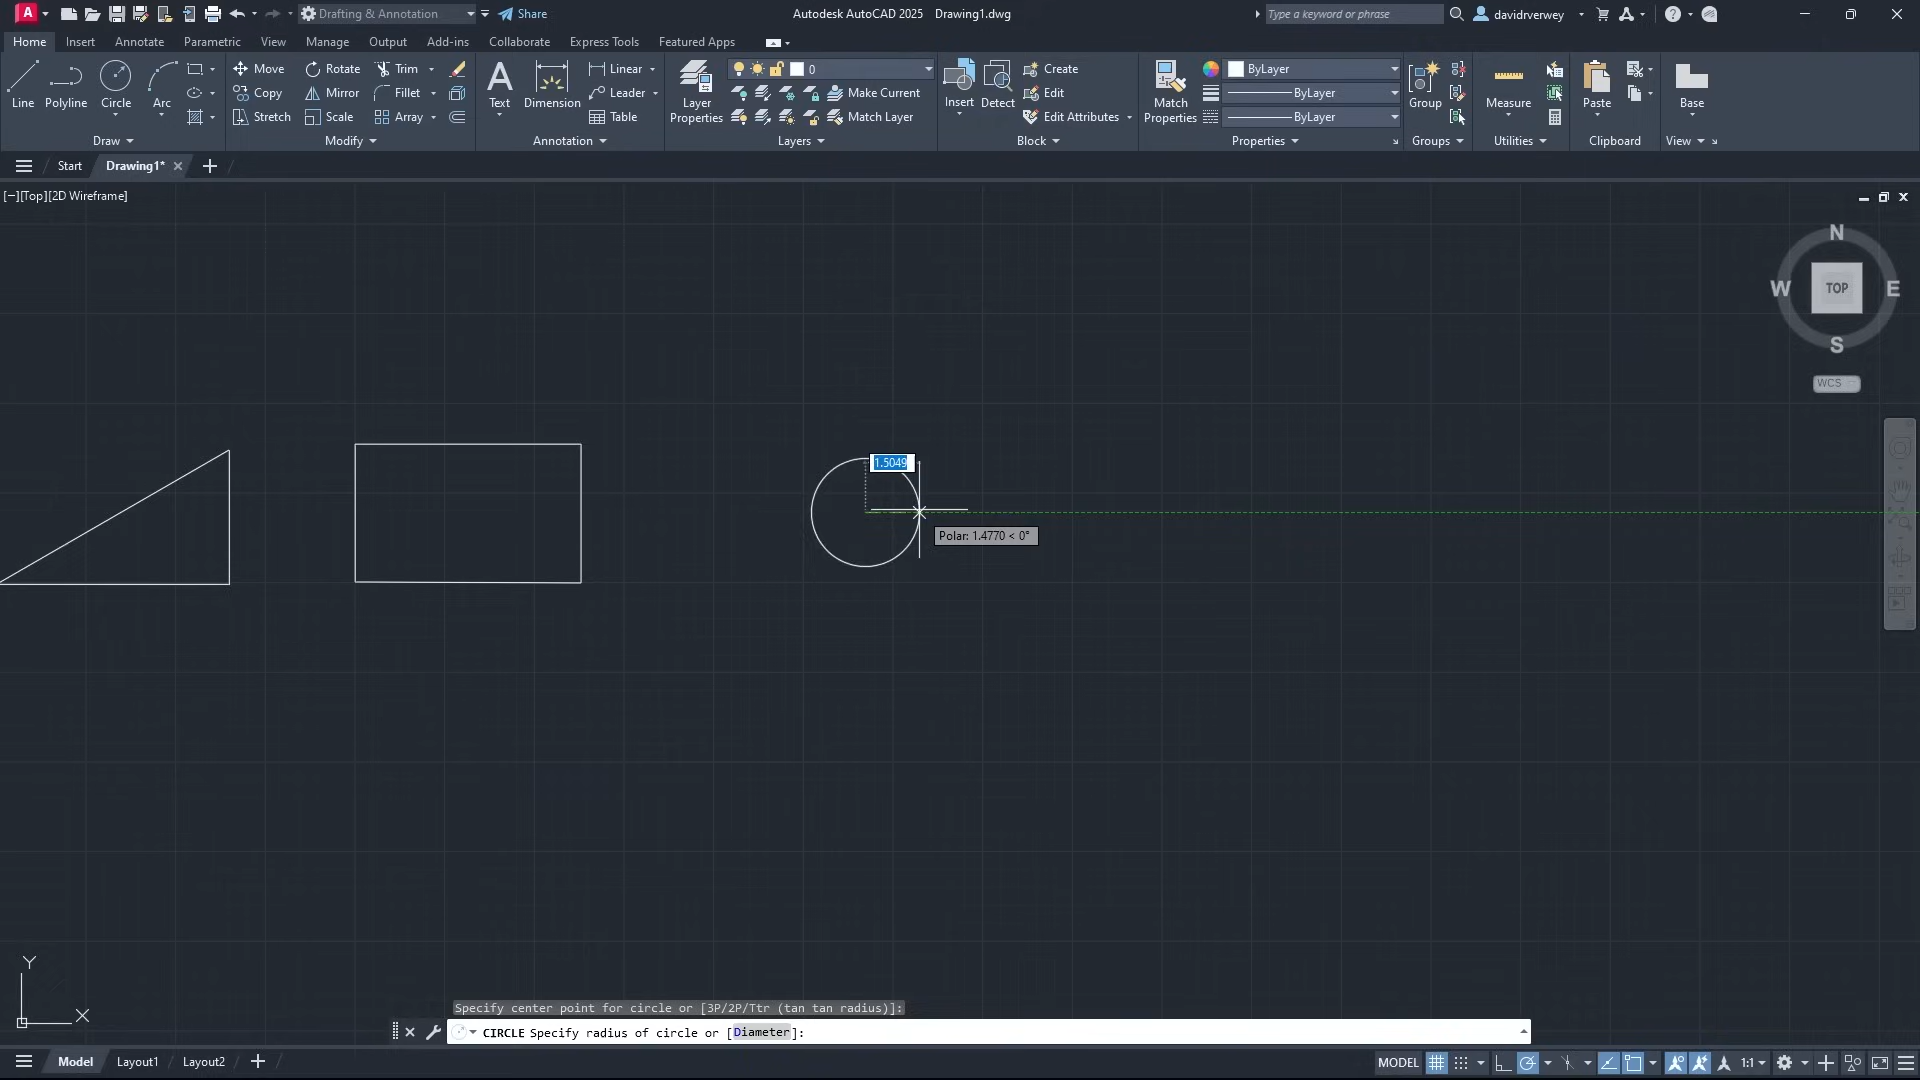 A
Drafting & Annotation
Share
Autodesk AutoCAD 2025 Drawing1.dwg
Type a keyword or phrase
davidrverwey
Home Insert Annotate Parametric View Manage Output Add-ins Collaborate Express Tools Featured Apps
Line
Polyline
Circle
Arc
Draw
Move Rotate Trim
Copy Mirror Fillet
Stretch Scale Array
Modify
Text
Dimension
Linear
Leader
Table
Annotation
Layer
Properties
0
Make Current
Match Layer
Layers
Insert
Detect
Create
Edit
Edit Attributes
Block
Match
Properties
ByLayer
ByLayer
ByLayer
Properties
Group
Groups
Measure
Utilities
Paste
Clipboard
Base
View
Start Drawing1*
[−][Top][2D Wireframe]
N
W TOP E
S
WCS
1.5049
Polar: 1.4770 < 0°
Y
X
Specify center point for circle or [3P/2P/Ttr (tan tan radius)]:
CIRCLE Specify radius of circle or [Diameter]:
Model Layout1 Layout2
MODEL
1:1